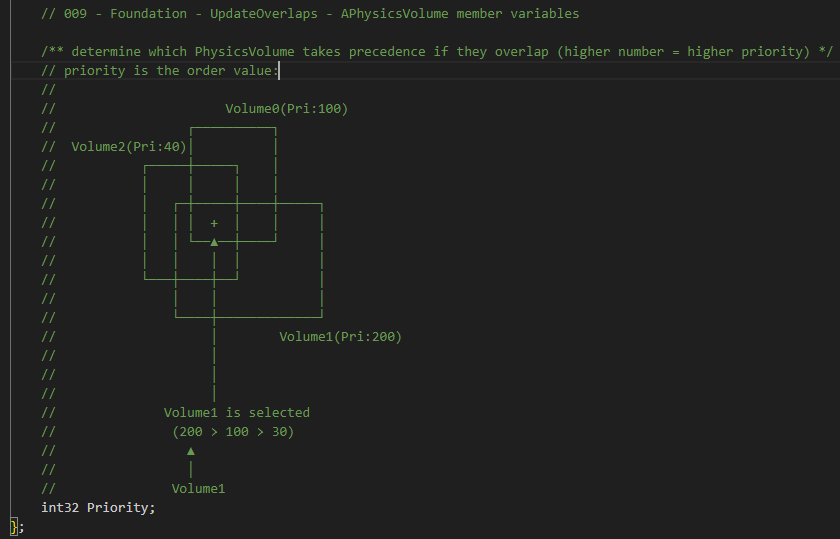 // 009 - Foundation - UpdateOverlaps - APhysicsVolume member variables
/** determine which PhysicsVolume takes precedence if they overlap (higher number = higher priority) */
// priority is the order value:
//
// Volume0(Pri:100)
// ┌──────────┐
// Volume2(Pri:40)│ │
// ┌─────┼─────┐ │
// │ │ │ │
// │ ┌─┼─────┼────┼─────┐
// │ │ │ + │ │ │
// │ │ └──▲──┼────┘ │
// │ │ │ │ │
// └───┼────┼──┘ │
// │ │ │
// └────┼─────────────┘
// │ Volume1(Pri:200)
// │
// │
// │
// Volume1 is selected
// (200 > 100 > 30)
// ▲
// │
// Volume1
int32 Priority;
};